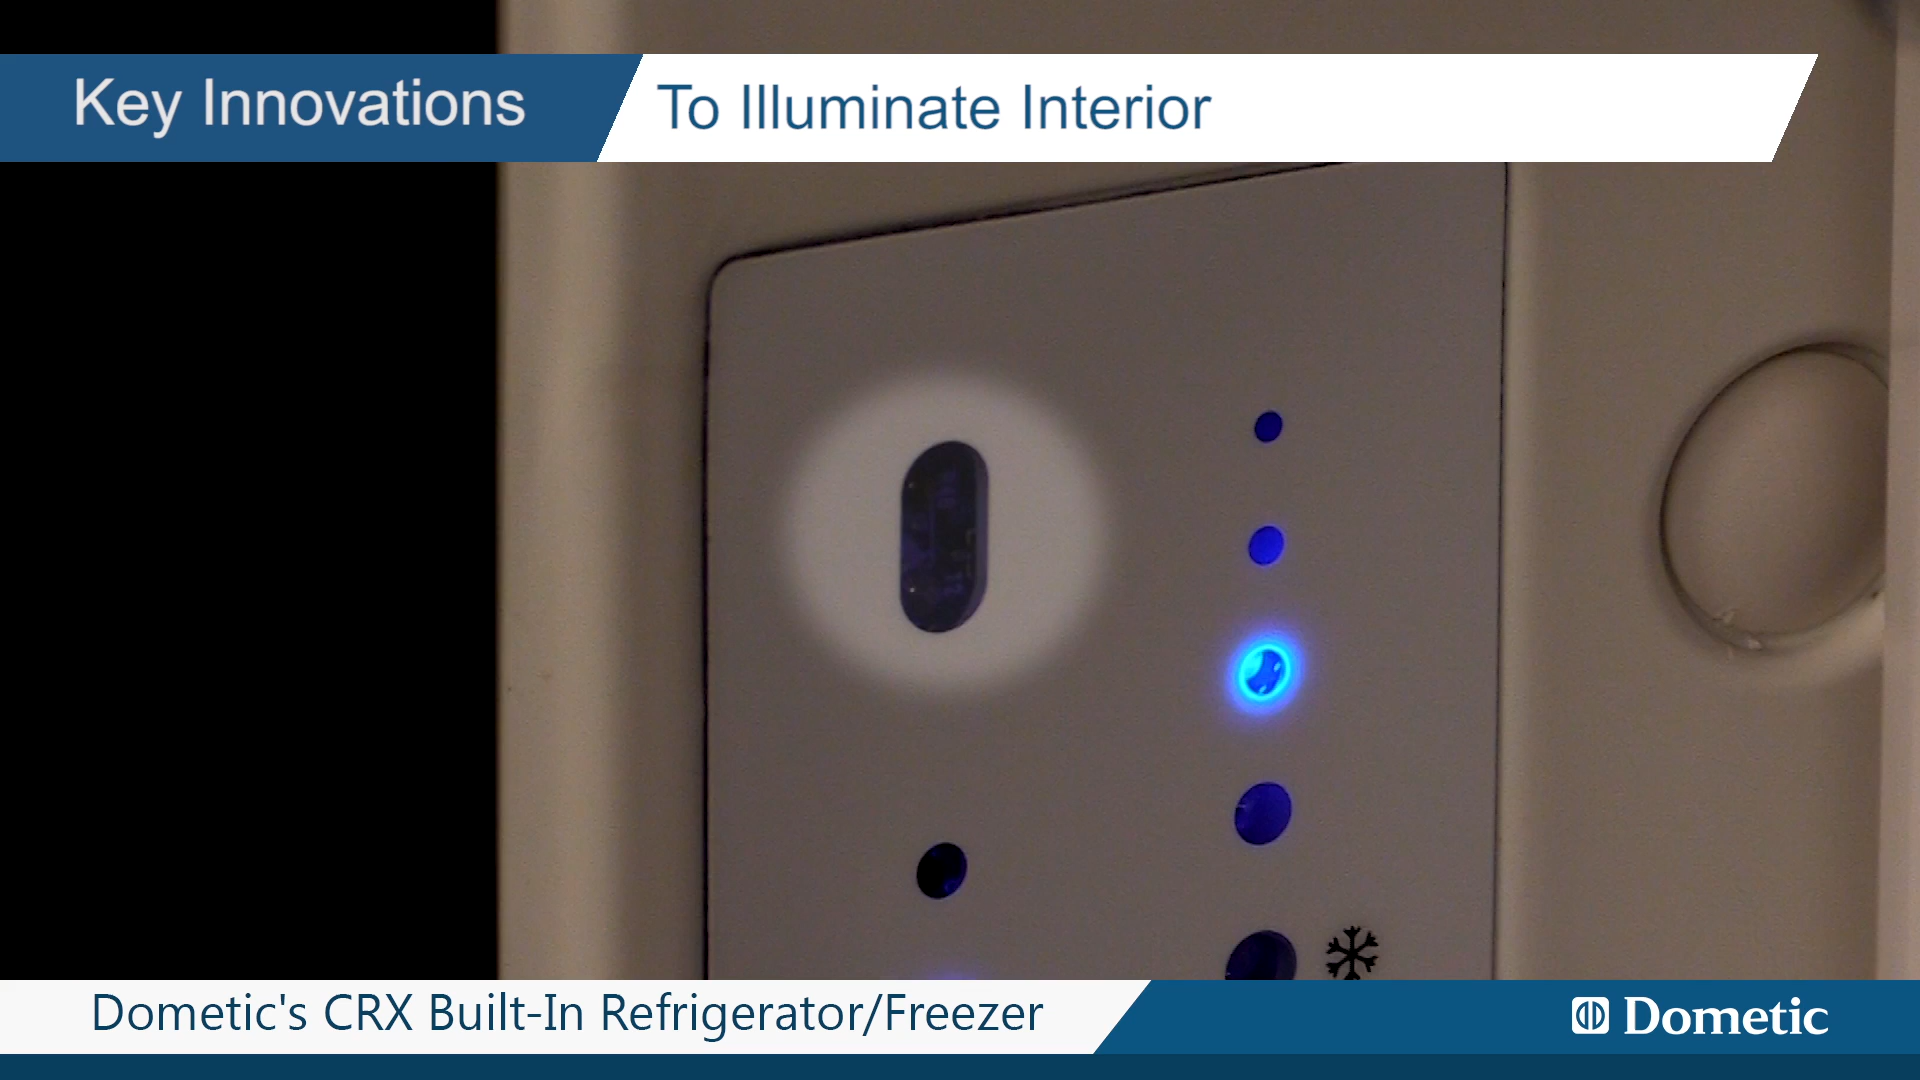 Key Innovations
To Illuminate Interior
Dometic's CRX Built-In Refrigerator/Freezer
Dometic